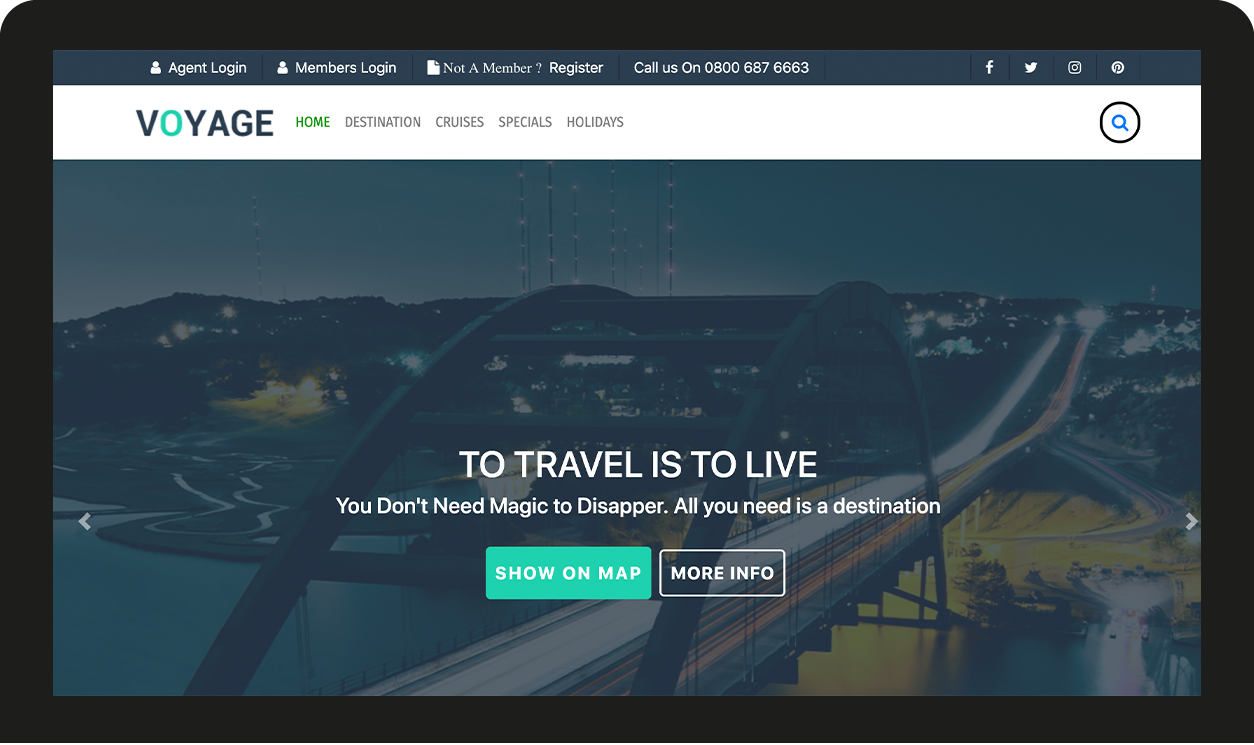 Agent Login Members Login Not A Member ? Register Call us On 0800 687 6663
VOYAGE HOME DESTINATION CRUISES SPECIALS HOLIDAYS
TO TRAVEL IS TO LIVE
You Don't Need Magic to Disapper. All you need is a destination
SHOW ON MAP MORE INFO